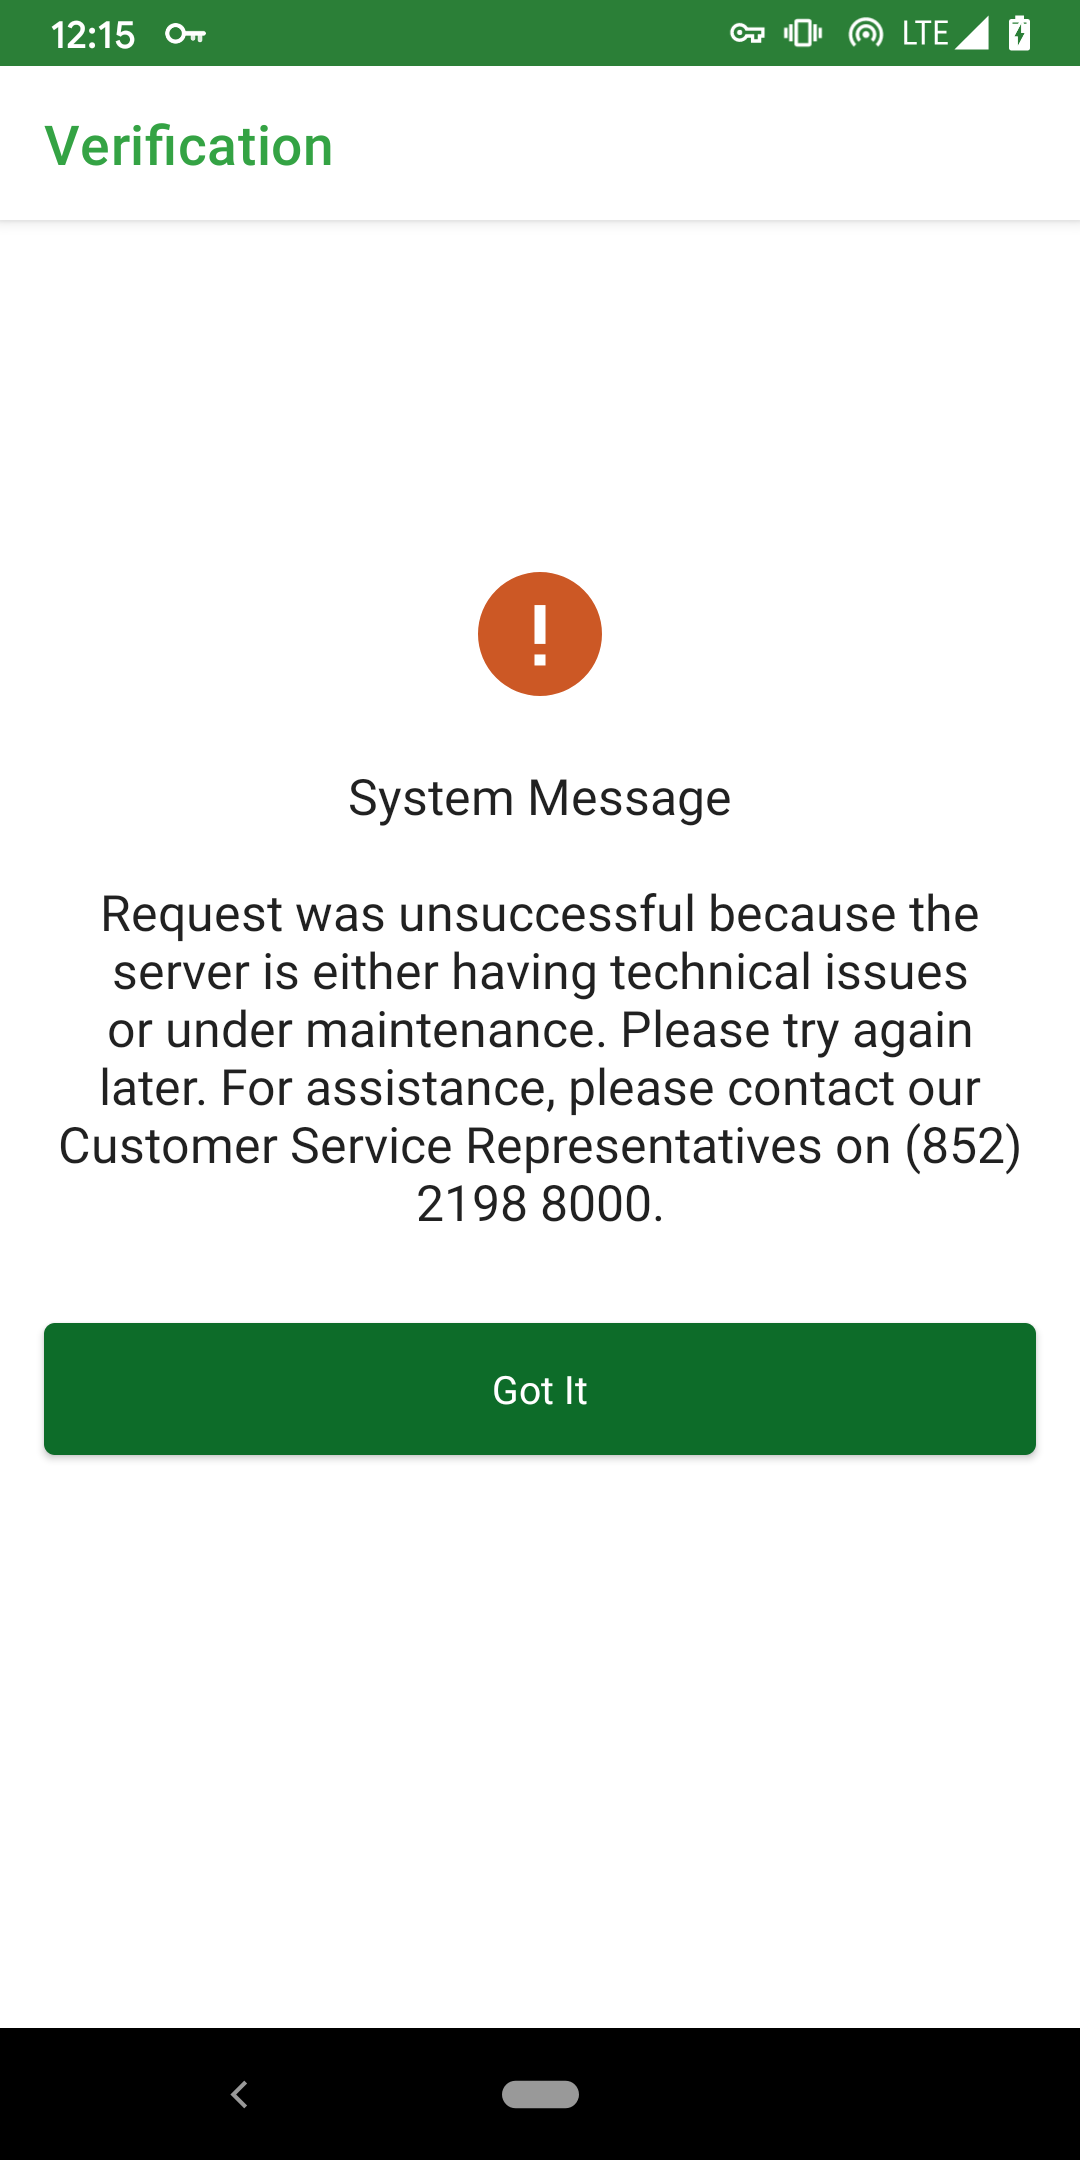 12:15 LTE
Verification
!
System Message
Request was unsuccessful because the
server is either having technical issues
or under maintenance. Please try again
later. For assistance, please contact our
Customer Service Representatives on (852)
2198 8000.
Got It